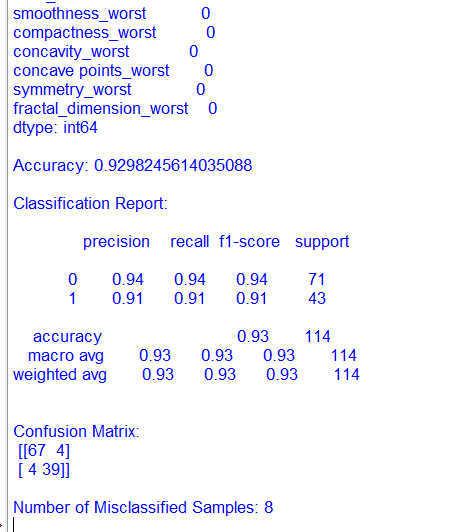 smoothness_worst 0
compactness_worst 0
concavity_worst 0
concave points_worst 0
symmetry_worst 0
fractal_dimension_worst 0
dtype: int64
Accuracy: 0.9298245614035088
Classification Report:
precision recall f1-score support
0 0.94 0.94 0.94 71
1 0.91 0.91 0.91 43
accuracy 0.93 114
macro avg 0.93 0.93 0.93 114
weighted avg 0.93 0.93 0.93 114
Confusion Matrix:
[[67 4]
[ 4 39]]
Number of Misclassified Samples: 8